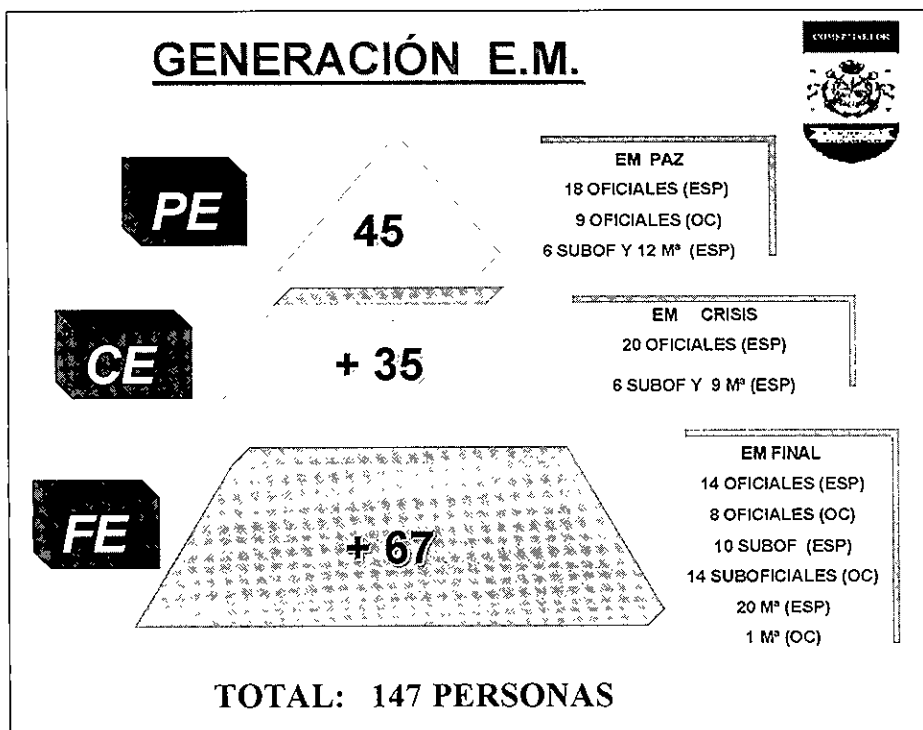 GENERACIÓN E.M.
PE
45
EM PAZ
18 OFICIALES (ESP)
9 OFICIALES (OC)
6 SUBOF Y 12 Mª (ESP)
CE
+ 35
EM CRISIS
20 OFICIALES (ESP)
6 SUBOF Y 9 Mª (ESP)
FE
+ 67
EM FINAL
14 OFICIALES (ESP)
8 OFICIALES (OC)
10 SUBOF (ESP)
14 SUBOFICIALES (OC)
20 Mª (ESP)
1 Mª (OC)
TOTAL: 147 PERSONAS